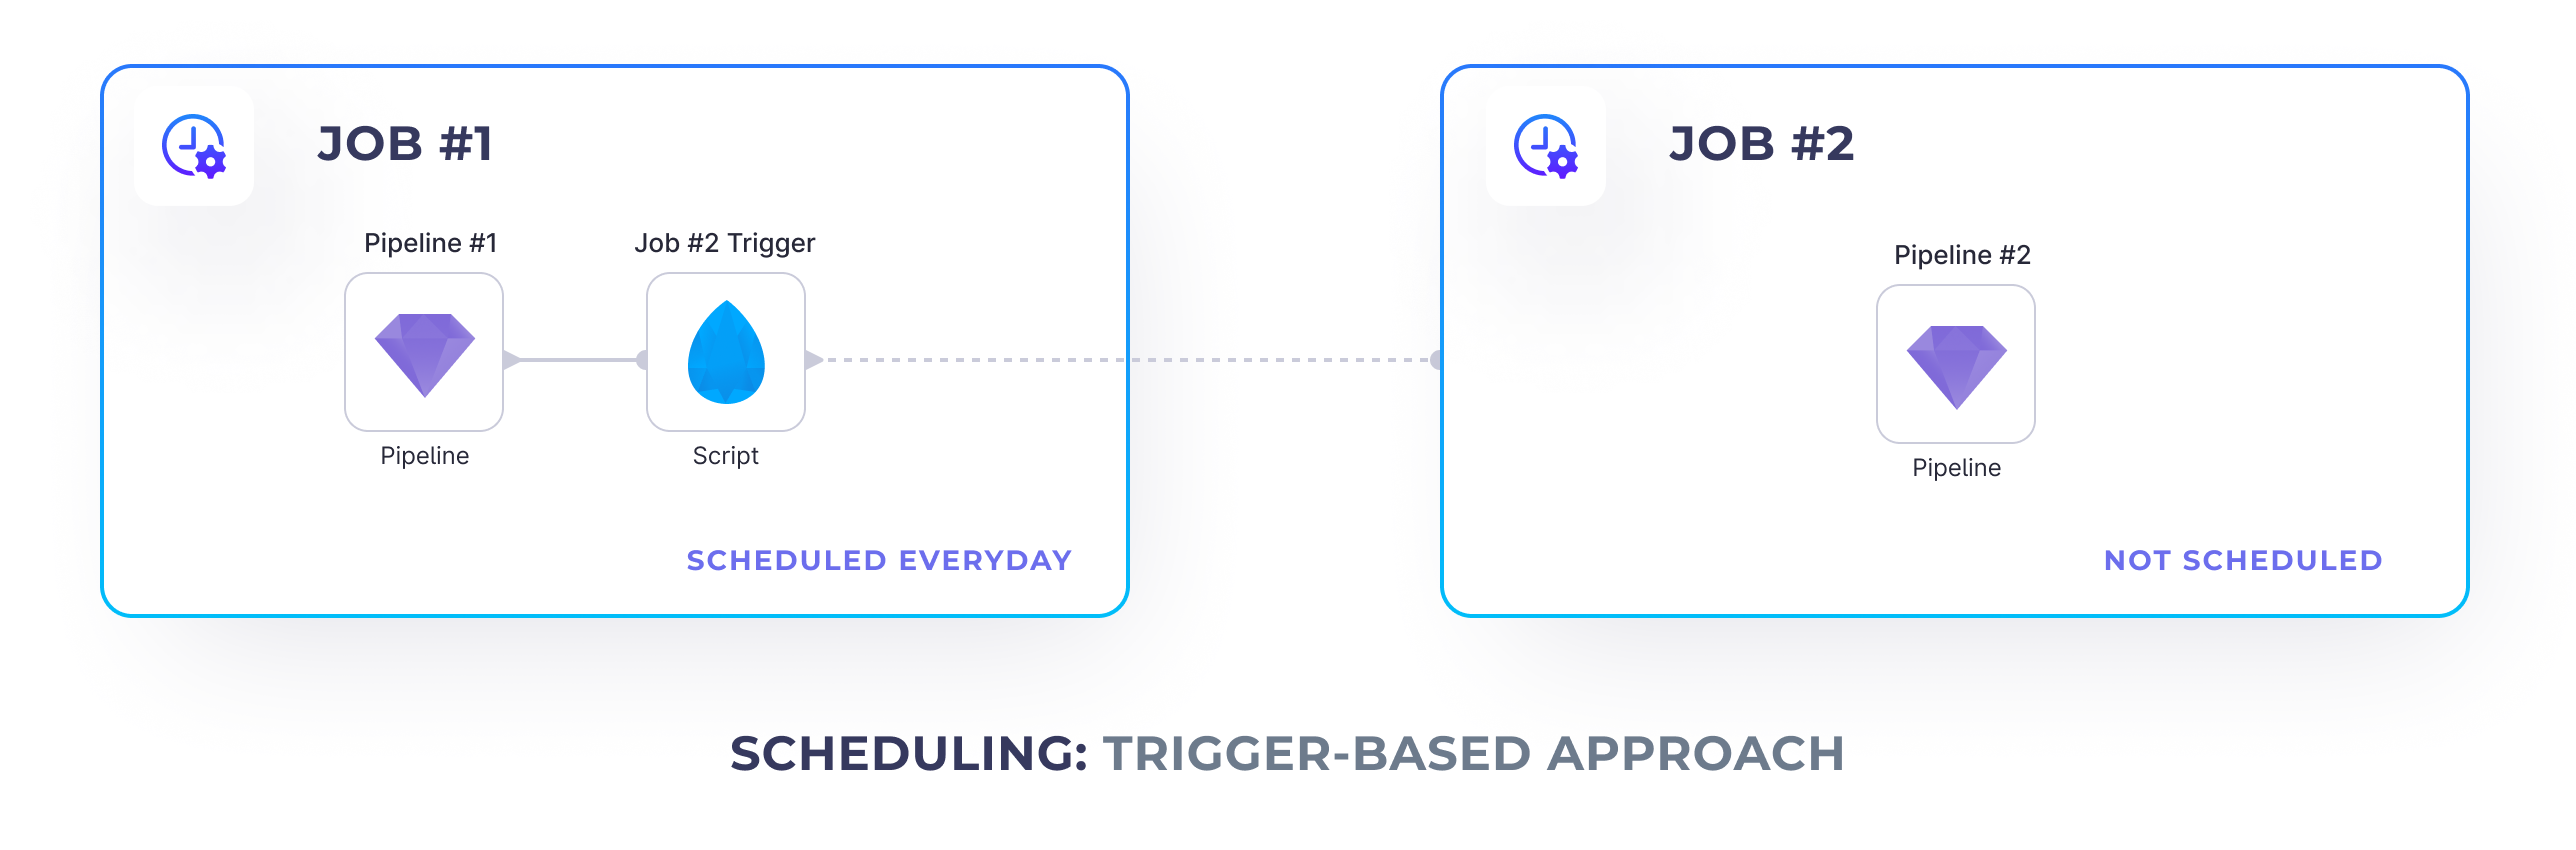 JOB #1
Pipeline #1
Job #2 Trigger
Pipeline
Script
SCHEDULED EVERYDAY
JOB #2
Pipeline #2
Pipeline
NOT SCHEDULED
SCHEDULING: TRIGGER-BASED APPROACH